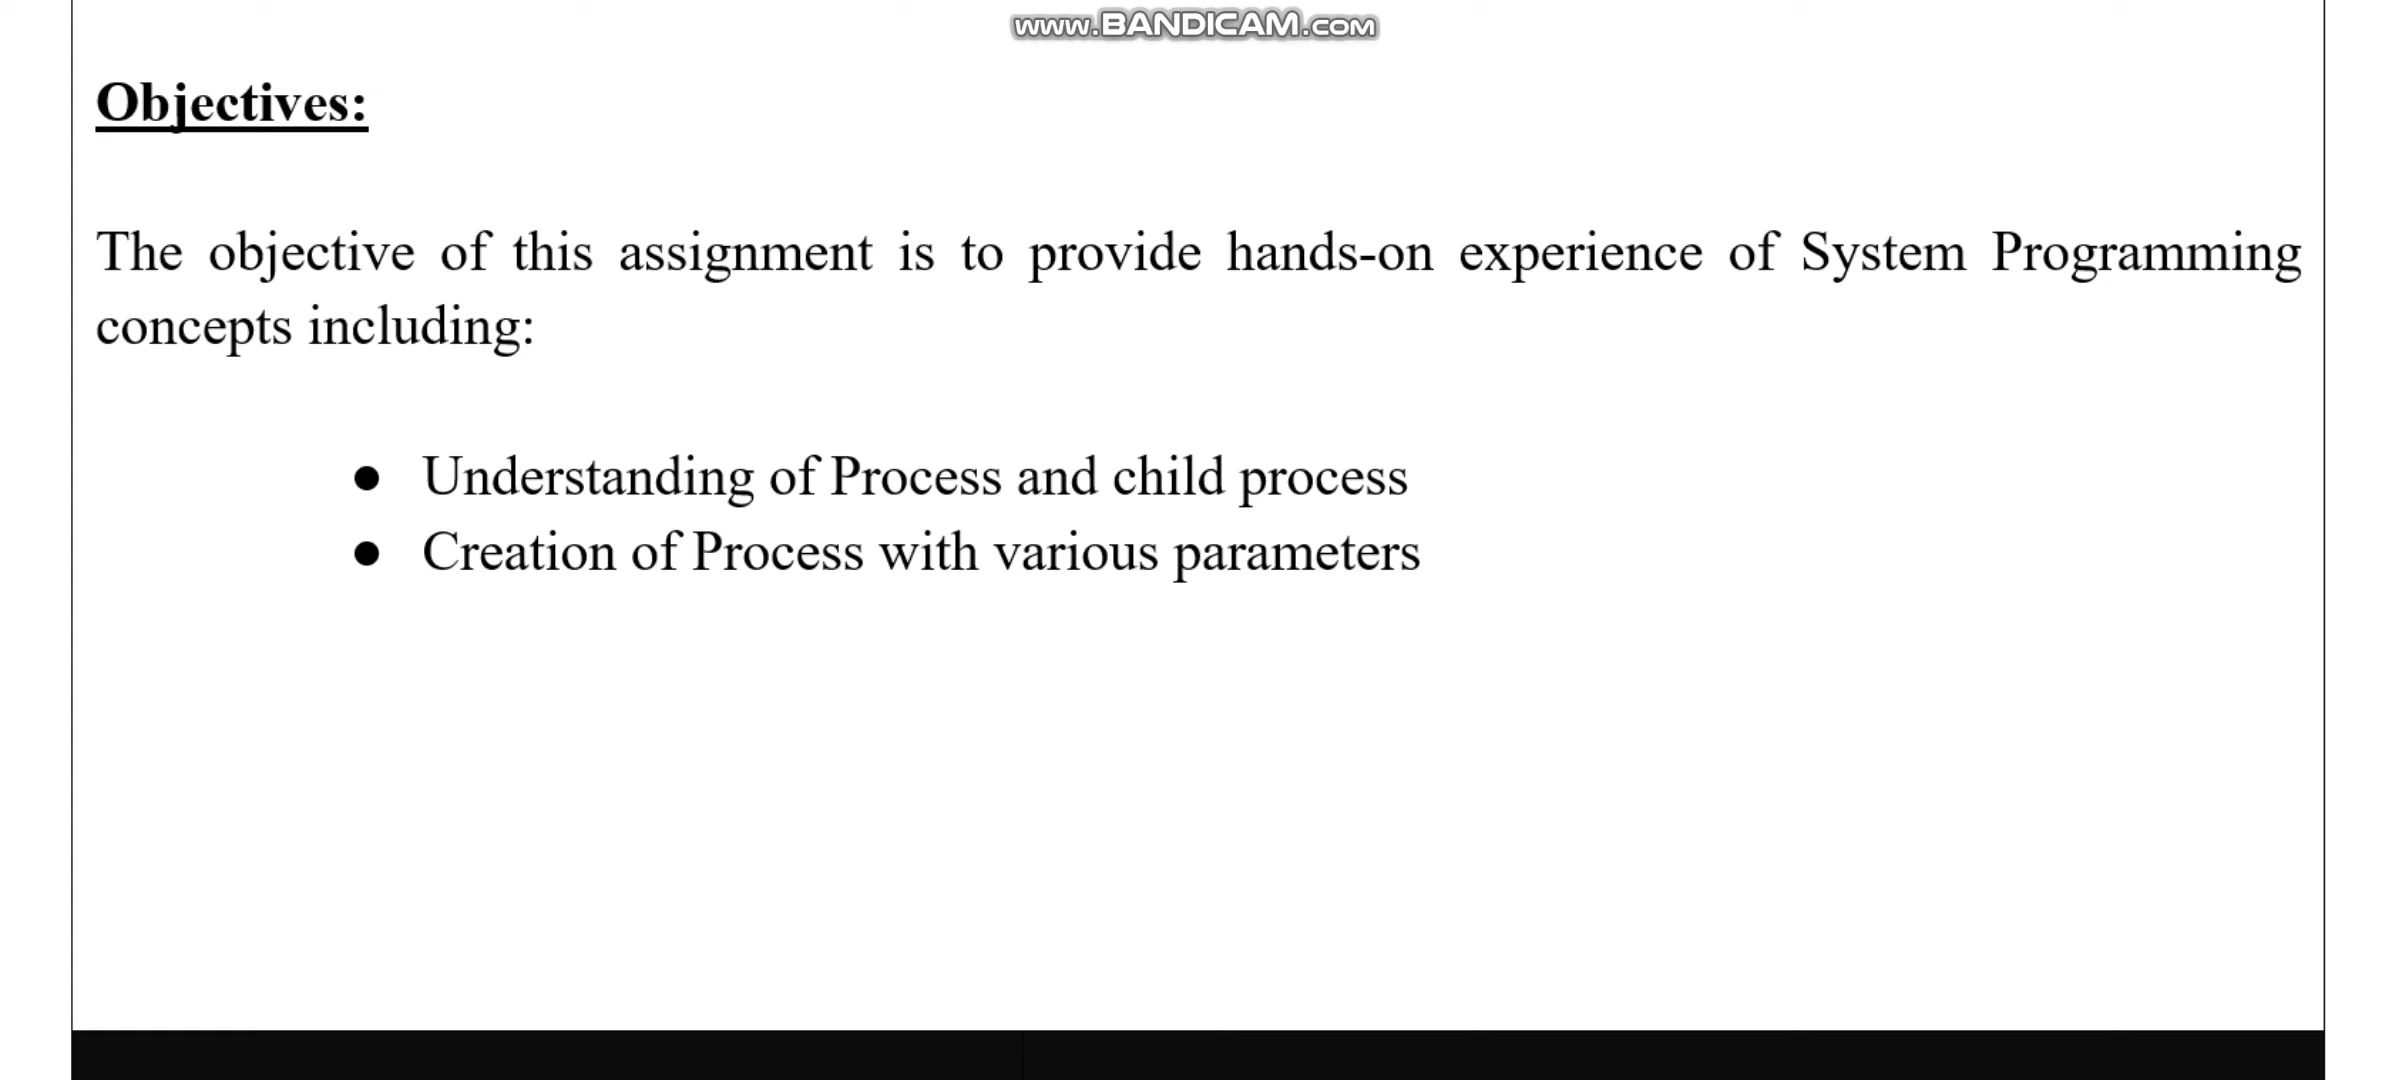 www.BANDICAM.com
Objectives:
The objective of this assignment is to provide hands-on experience of System Programming
concepts including:
● Understanding of Process and child process
● Creation of Process with various parameters